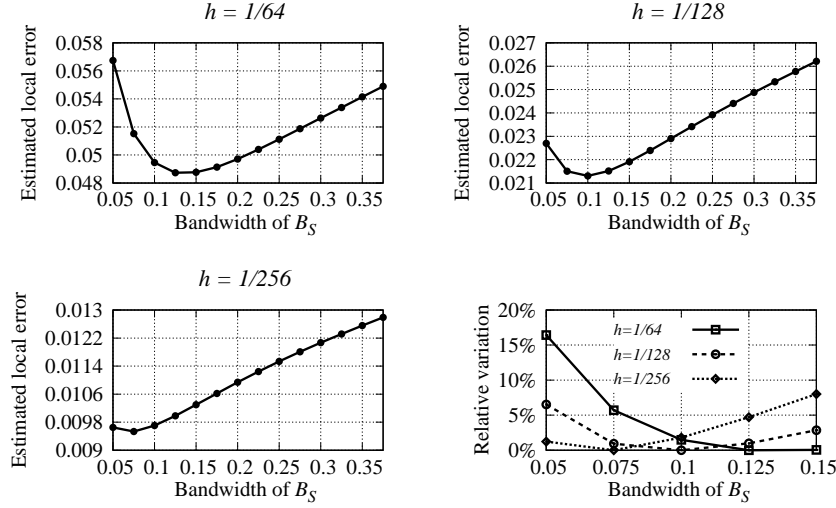 h = 1/64
Estimated local error
0.058
0.056
0.054
0.052
0.05
0.048
0.05 0.1 0.15 0.2 0.25 0.3 0.35
Bandwidth of B_S
h = 1/128
Estimated local error
0.027
0.026
0.025
0.024
0.023
0.022
0.021
0.05 0.1 0.15 0.2 0.25 0.3 0.35
Bandwidth of B_S
h = 1/256
Estimated local error
0.013
0.0122
0.0114
0.0106
0.0098
0.009
0.05 0.1 0.15 0.2 0.25 0.3 0.35
Bandwidth of B_S
Relative variation
20%
15%
10%
5%
0%
h=1/64
h=1/128
h=1/256
0.05 0.075 0.1 0.125 0.15
Bandwidth of B_S